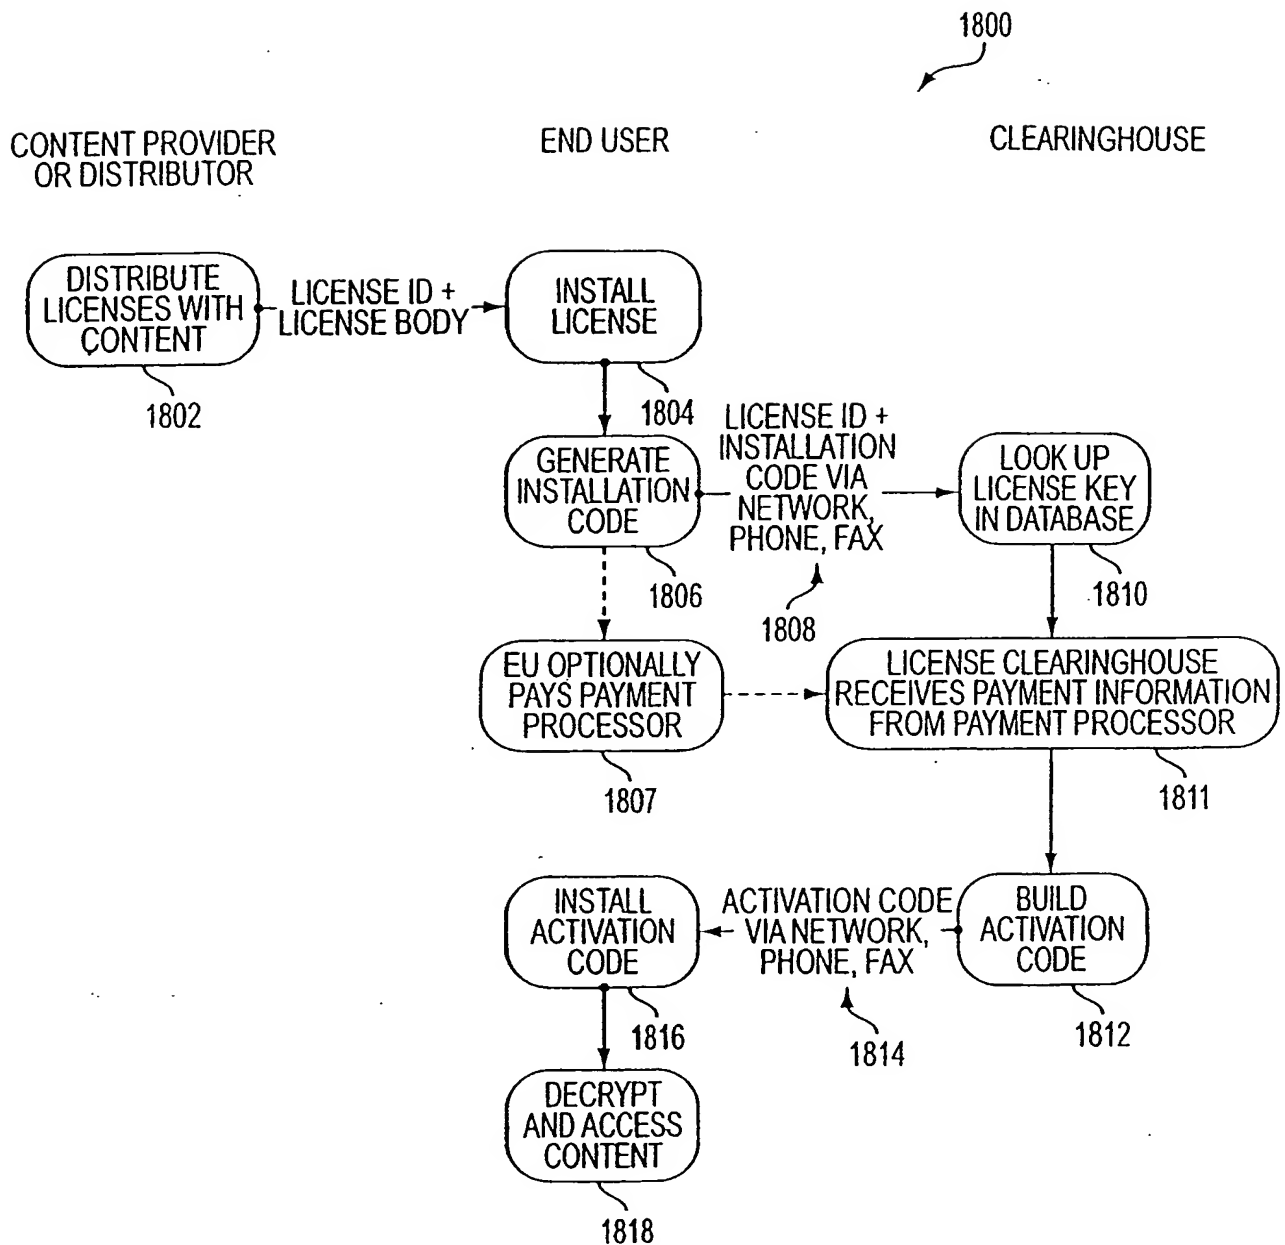 1800
CONTENT PROVIDER
OR DISTRIBUTOR
END USER
CLEARINGHOUSE
DISTRIBUTE
LICENSES WITH
CONTENT
1802
LICENSE ID +
LICENSE BODY
INSTALL
LICENSE
1804
GENERATE
INSTALLATION
CODE
1806
LICENSE ID +
INSTALLATION
CODE VIA
NETWORK,
PHONE, FAX
1808
LOOK UP
LICENSE KEY
IN DATABASE
1810
EU OPTIONALLY
PAYS PAYMENT
PROCESSOR
1807
LICENSE CLEARINGHOUSE
RECEIVES PAYMENT INFORMATION
FROM PAYMENT PROCESSOR
1811
INSTALL
ACTIVATION
CODE
1816
ACTIVATION CODE
VIA NETWORK,
PHONE, FAX
1814
BUILD
ACTIVATION
CODE
1812
DECRYPT
AND ACCESS
CONTENT
1818